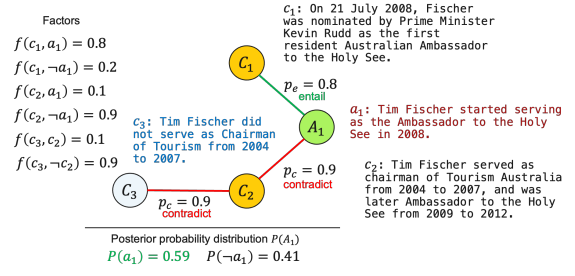 Factors
f(c₁, a₁) = 0.8
f(c₁, ¬a₁) = 0.2
f(c₂, a₁) = 0.1
f(c₂, ¬a₁) = 0.9
f(c₃, c₂) = 0.1
f(c₃, ¬c₂) = 0.9
c₁: On 21 July 2008, Fischer
was nominated by Prime Minister
Kevin Rudd as the first
resident Australian Ambassador
to the Holy See.
C₁
pₑ = 0.8
entail
A₁
a₁: Tim Fischer started serving
as the Ambassador to the Holy
See in 2008.
c₃: Tim Fischer did
not serve as Chairman
of Tourism from 2004
to 2007.
p_c = 0.9
contradict
c₂: Tim Fischer served as
chairman of Tourism Australia
from 2004 to 2007, and was
later Ambassador to the Holy
See from 2009 to 2012.
C₃
C₂
p_c = 0.9
contradict
Posterior probability distribution P(A₁)
P(a₁) = 0.59 P(¬a₁) = 0.41